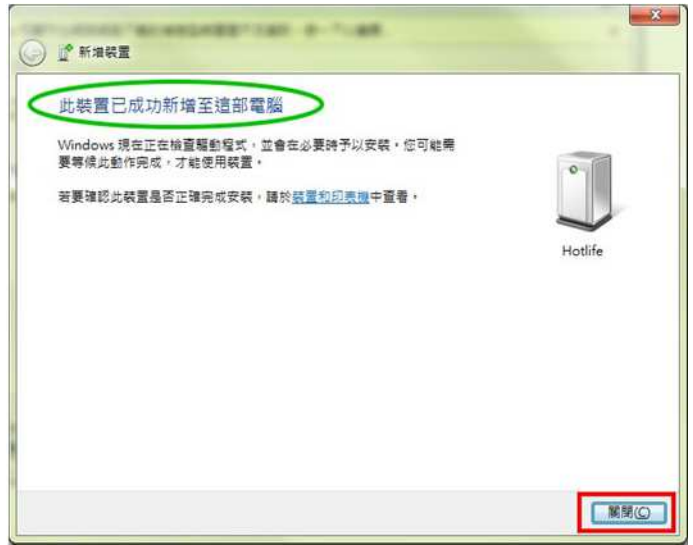 新增裝置
此裝置已成功新增至這部電腦
Windows 現在正在檢查驅動程式，並會在必要時予以安裝。您可能需
要等候此動作完成，才能使用裝置。
若要確認此裝置是否正確完成安裝，請於裝置和印表機中查看。
Hotlife
關閉(C)